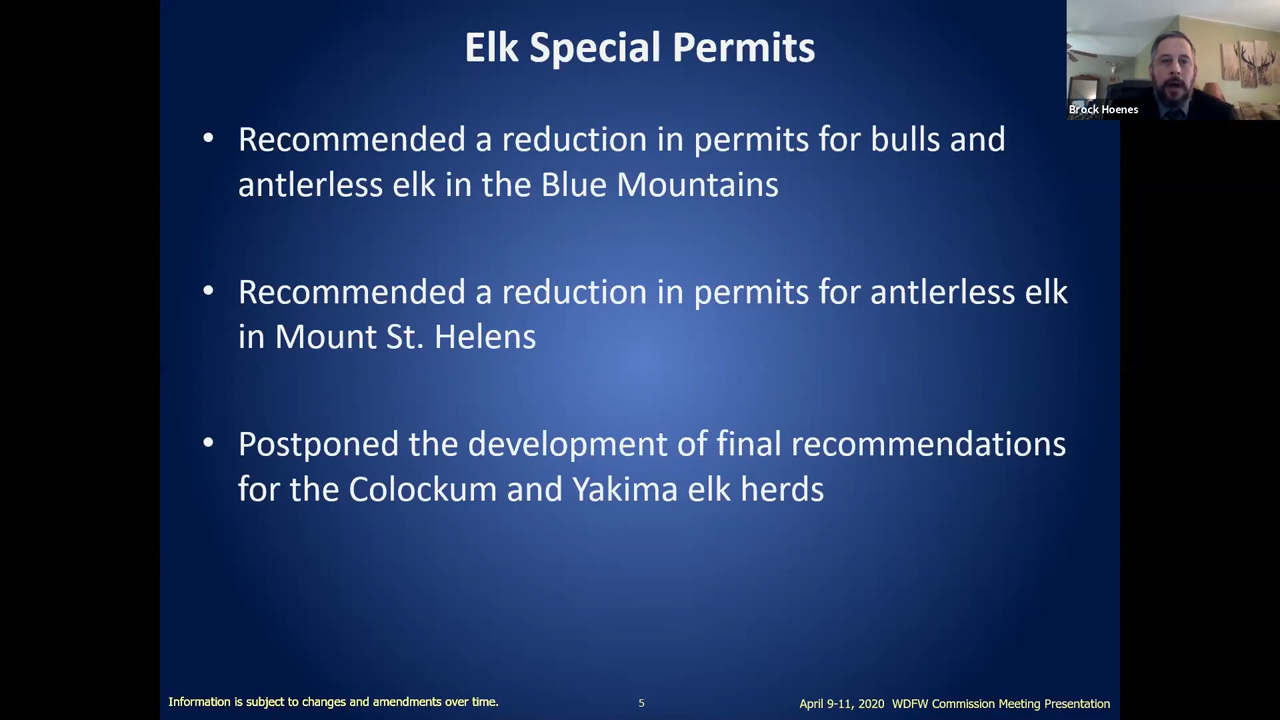 Elk Special Permits
Brock Hoenes
• Recommended a reduction in permits for bulls and
antlerless elk in the Blue Mountains
• Recommended a reduction in permits for antlerless elk
in Mount St. Helens
• Postponed the development of final recommendations
for the Colockum and Yakima elk herds
Information is subject to changes and amendments over time.
5
April 9-11, 2020 WDFW Commission Meeting Presentation